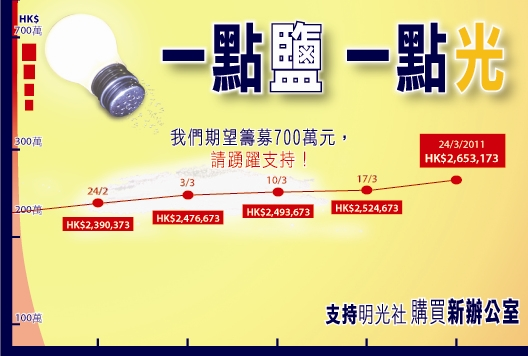 HK$
700萬
一點鹽 一點光
我們期望籌募700萬元，
請踴躍支持！
300萬
24/2
HK$2,390,373
3/3
HK$2,476,673
10/3
HK$2,493,673
17/3
HK$2,524,673
24/3/2011
HK$2,653,173
200萬
100萬
支持明光社 購買新辦公室